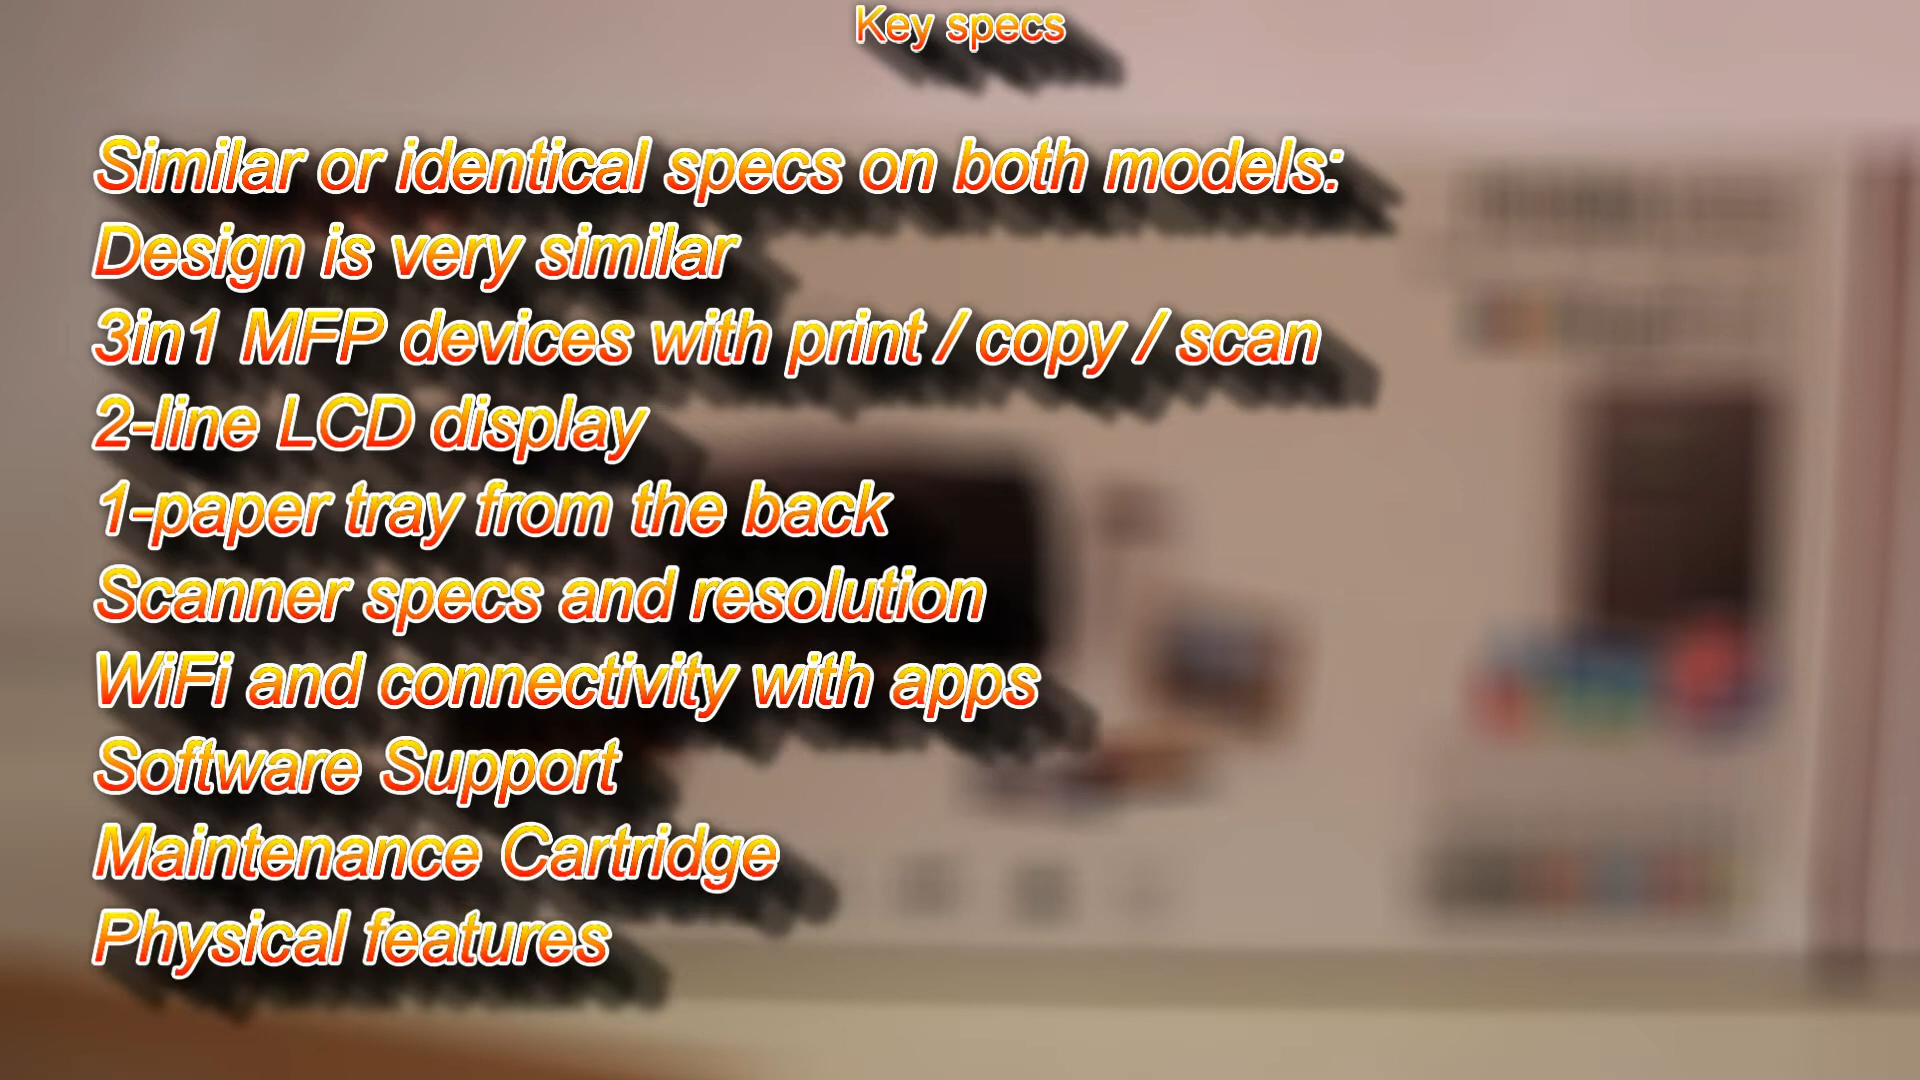 Key specs
Similar or identical specs on both models:
Design is very similar
3in1 MFP devices with print / copy / scan
2-line LCD display
1-paper tray from the back
Scanner specs and resolution
WiFi and connectivity with apps
Software Support
Maintenance Cartridge
Physical features